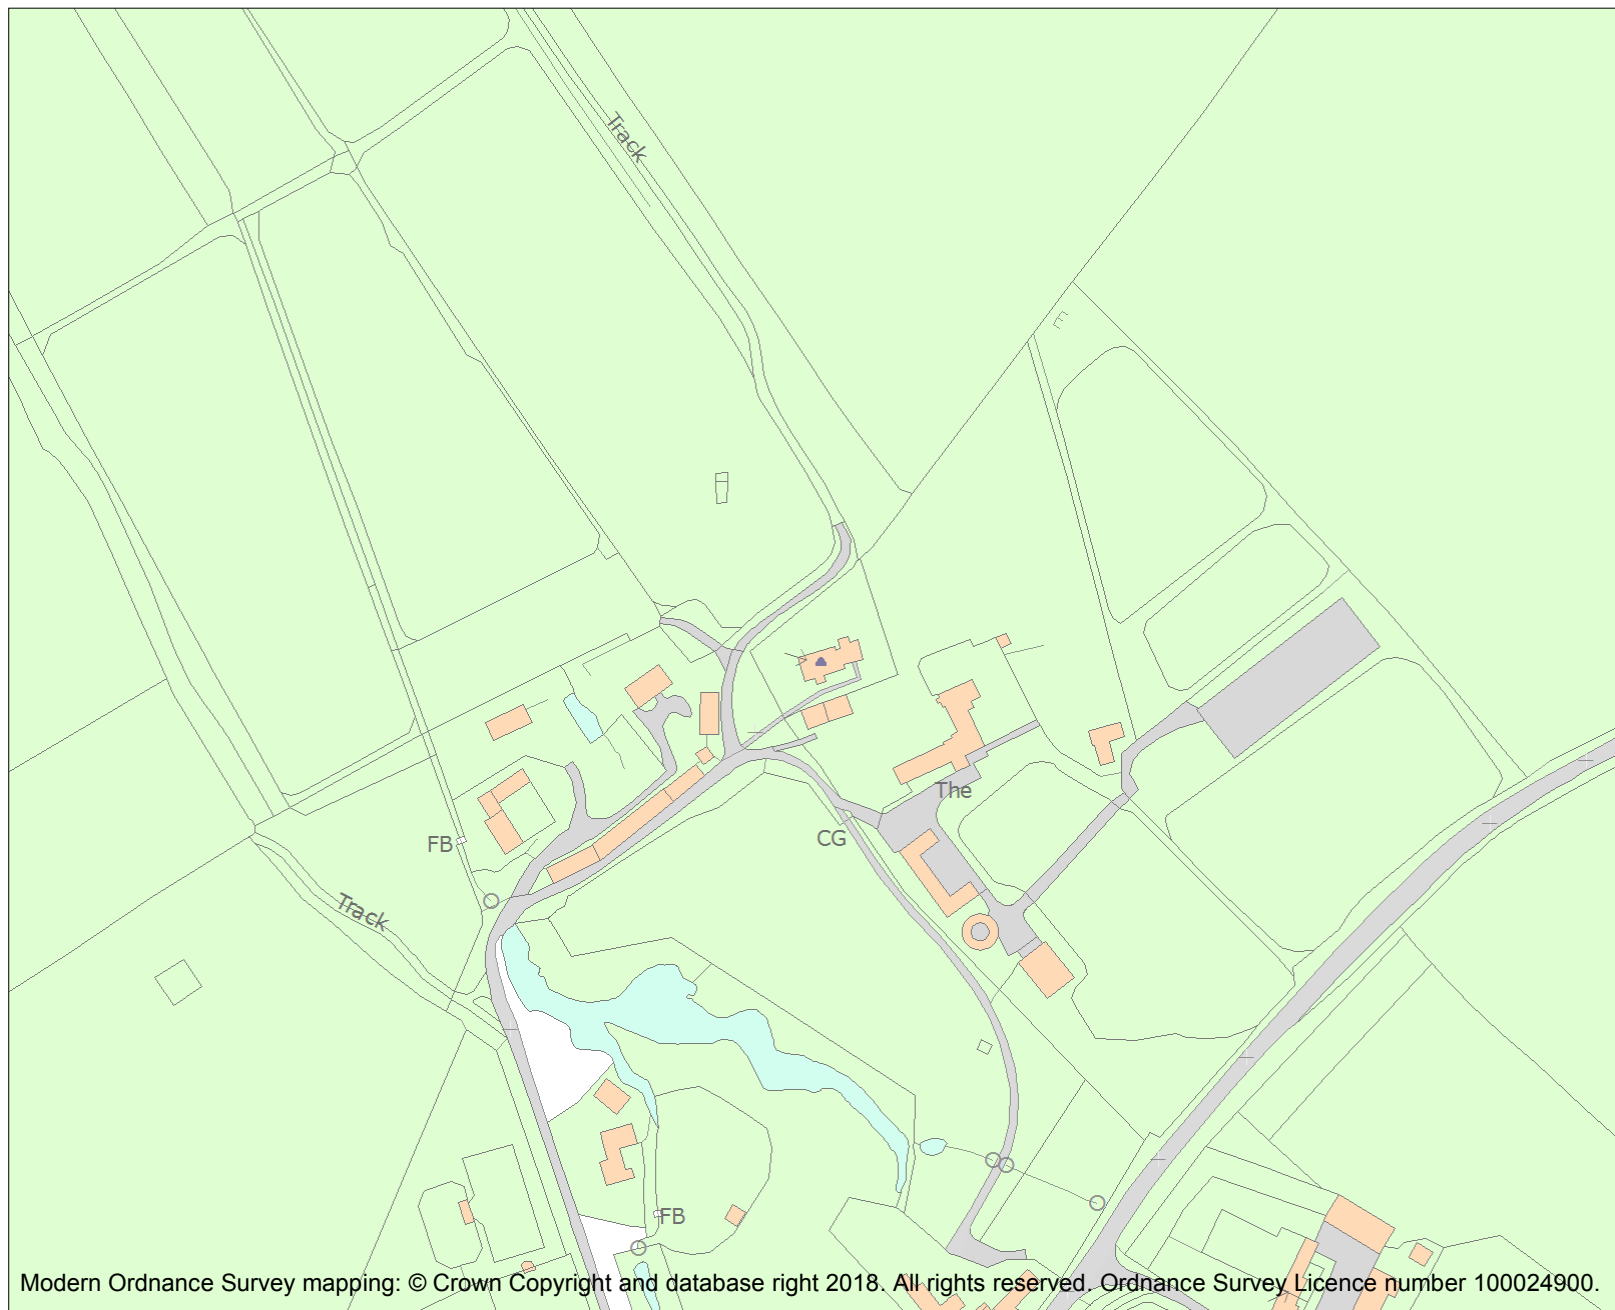 Track
E
The
CG
FB
Track
FB
Modern Ordnance Survey mapping: © Crown Copyright and database right 2018. All rights reserved. Ordnance Survey Licence number 100024900.